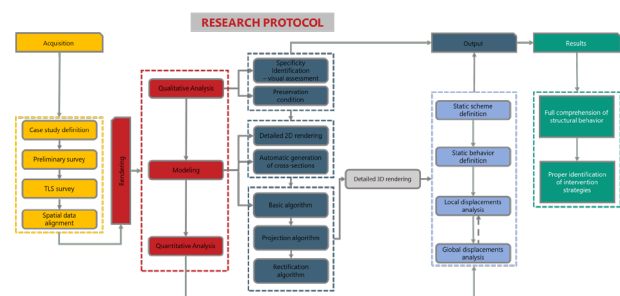 RESEARCH PROTOCOL
Acquisition
Case study definition
Preliminary survey
TLS survey
Spatial data
alignment
Rendering
Qualitative Analysis
Modeling
Quantitative Analysis
Specificity
Identification
– visual assessment
Preservation
condition
Detailed 2D rendering
Automatic generation
of cross-sections
Basic algorithm
Projection algorithm
Rectification
algorithm
Detailed 3D rendering
Output
Static scheme
definition
Static behavior
definition
Local displacements
analysis
Global displacements
analysis
Results
Full comprehension of
structural behavior
Proper identification
of intervention
strategies